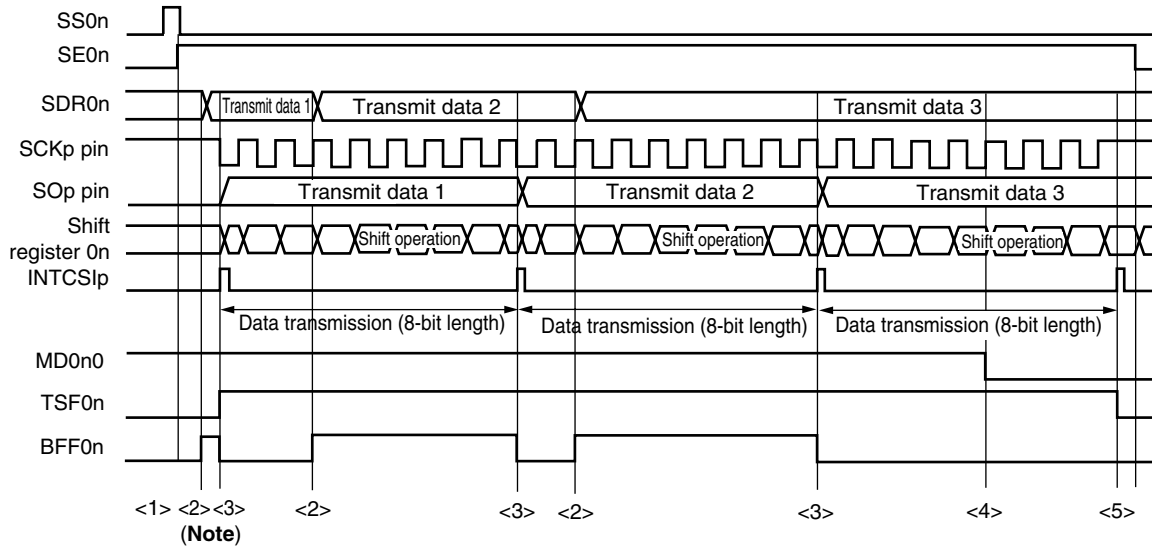 SS0n
SE0n
SDR0n
Transmit data 1
Transmit data 2
Transmit data 3
SCKp pin
SOp pin
Transmit data 1
Transmit data 2
Transmit data 3
Shift
register 0n
Shift operation
Shift operation
Shift operation
INTCSIp
Data transmission (8-bit length)
Data transmission (8-bit length)
Data transmission (8-bit length)
MD0n0
TSF0n
BFF0n
<1> <2> <3> <2> <3> <2> <3> <4> <5>
(Note)